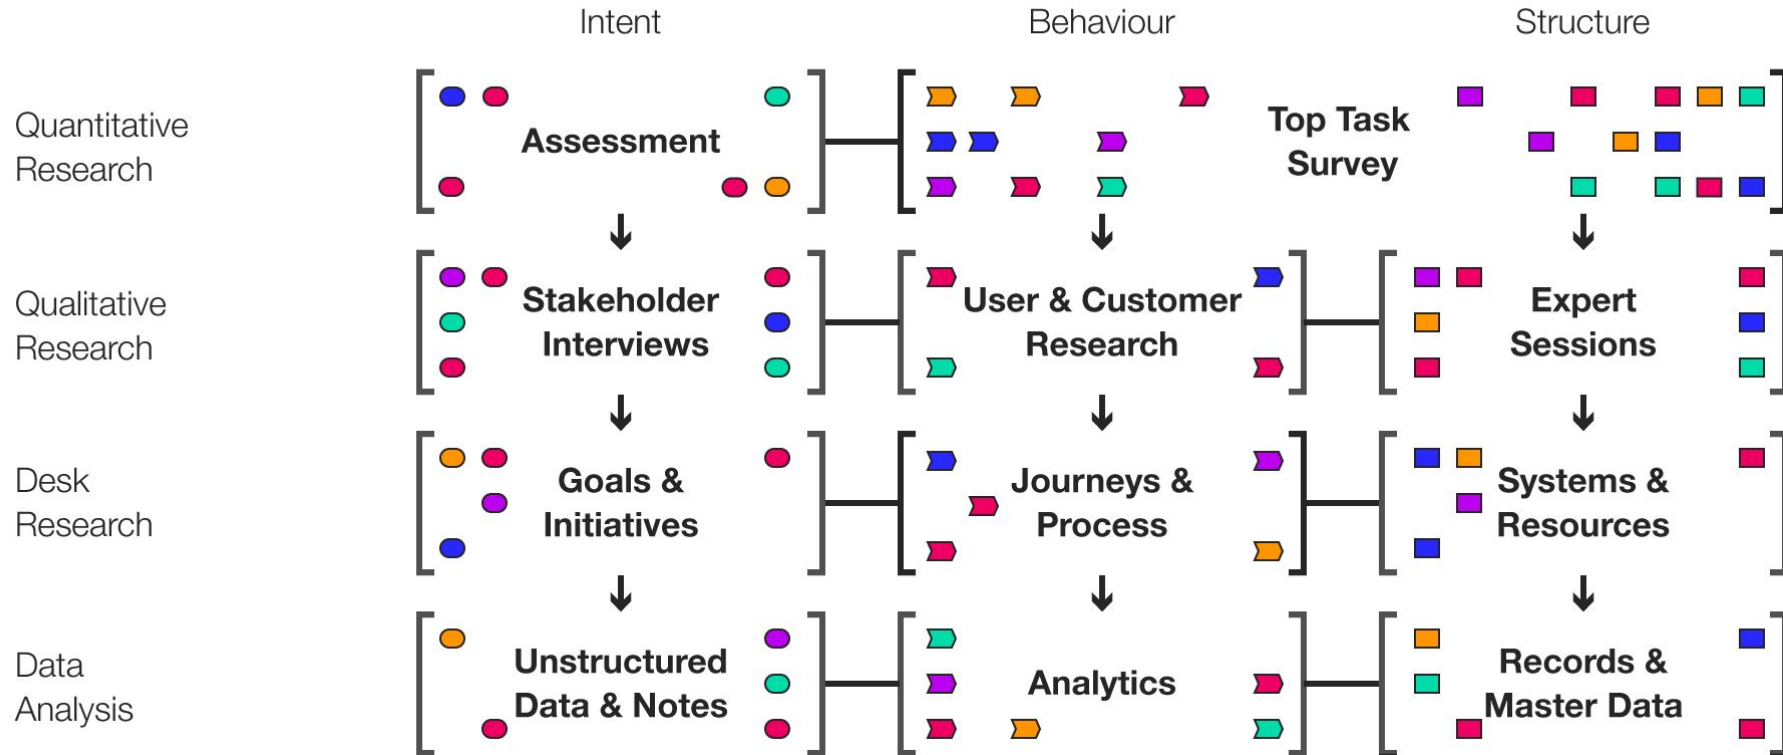 Intent
Behaviour
Structure
Quantitative
Research
Assessment
Top Task
Survey
Qualitative
Research
Stakeholder
Interviews
User & Customer
Research
Expert
Sessions
Desk
Research
Goals &
Initiatives
Journeys &
Process
Systems &
Resources
Data
Analysis
Unstructured
Data & Notes
Analytics
Records &
Master Data